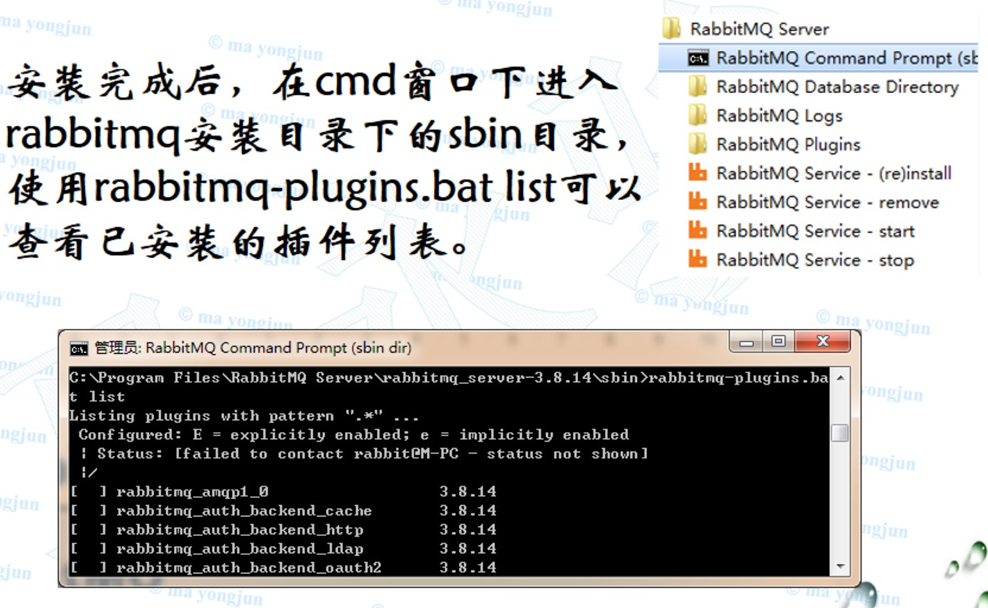 安装完成后，在cmd窗口下进入
rabbitmq安装目录下的sbin目录，
使用rabbitmq-plugins.bat list可以
查看已安装的插件列表。
RabbitMQ Server
RabbitMQ Command Prompt (sb
RabbitMQ Database Directory
RabbitMQ Logs
RabbitMQ Plugins
RabbitMQ Service - (re)install
RabbitMQ Service - remove
RabbitMQ Service - start
RabbitMQ Service - stop
管理员: RabbitMQ Command Prompt (sbin dir)
C:\Program Files\RabbitMQ Server\rabbitmq_server-3.8.14\sbin>rabbitmq-plugins.ba
t list
Listing plugins with pattern ".*" ...
Configured: E = explicitly enabled; e = implicitly enabled
| Status: [failed to contact rabbit@M-PC - status not shown]
|/
[ ] rabbitmq_amqp1_0 3.8.14
[ ] rabbitmq_auth_backend_cache 3.8.14
[ ] rabbitmq_auth_backend_http 3.8.14
[ ] rabbitmq_auth_backend_ldap 3.8.14
[ ] rabbitmq_auth_backend_oauth2 3.8.14
© ma yongjun